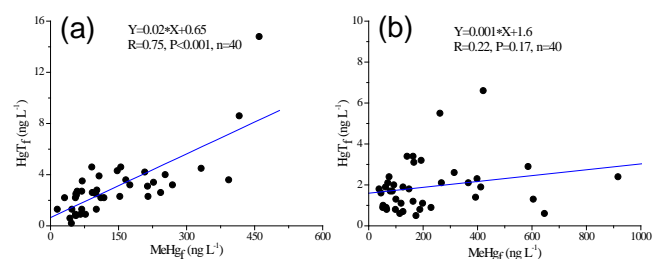 (a)
Y=0.02*X+0.65
R=0.75, P<0.001, n=40
HgT_f (ng L^-1)
16
12
8
4
0
0 150 300 450 600
MeHg_f (ng L^-1)
(b)
Y=0.001*X+1.6
R=0.22, P=0.17, n=40
HgT_f (ng L^-1)
10
8
6
4
2
0
0 200 400 600 800 1000
MeHg_f (ng L^-1)